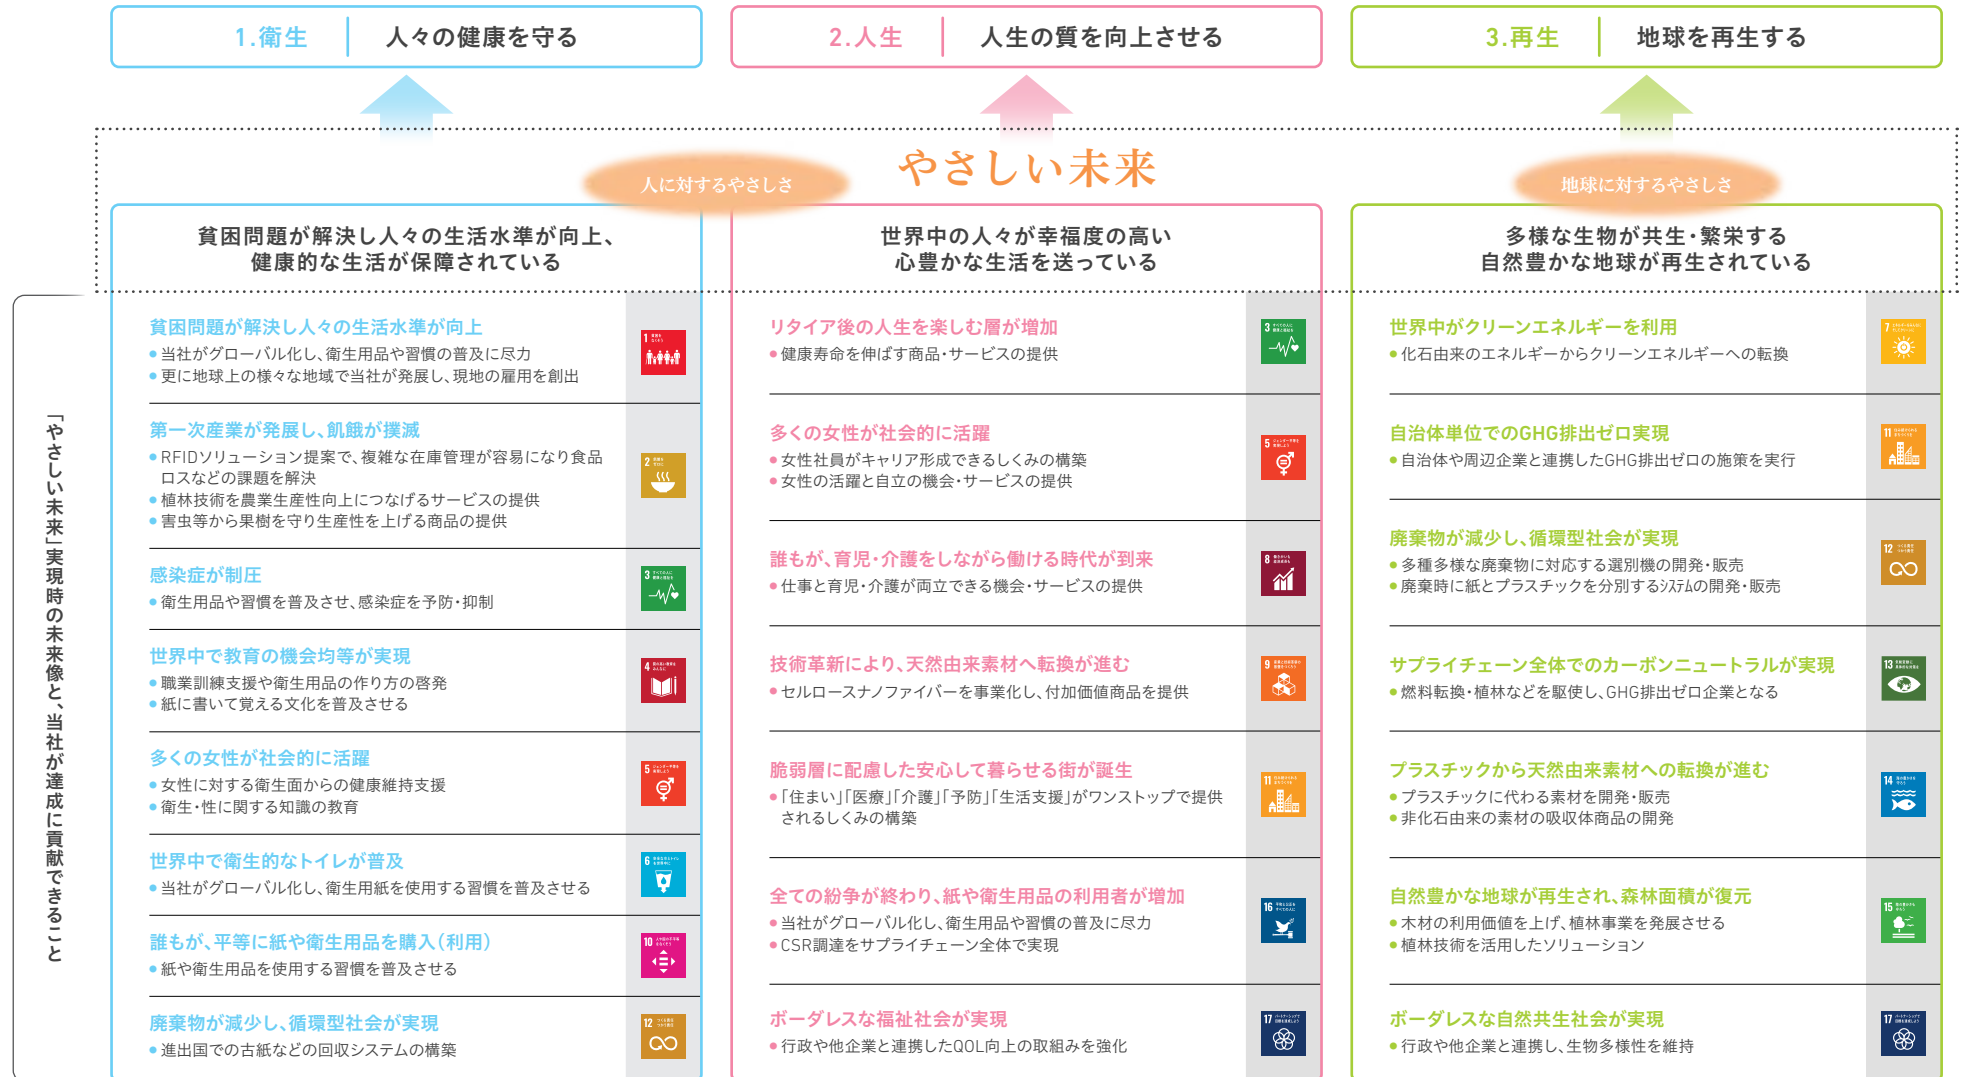 1.衛生 人々の健康を守る
2.人生 人生の質を向上させる
3.再生 地球を再生する
やさしい未来
人に対するやさしさ
地球に対するやさしさ
「やさしい未来」実現時の未来像と、当社が達成に貢献できること
貧困問題が解決し人々の生活水準が向上、
健康的な生活が保障されている
貧困問題が解決し人々の生活水準が向上
●当社がグローバル化し、衛生用品や習慣の普及に尽力
●更に地球上の様々な地域で当社が発展し、現地の雇用を創出
1
第一次産業が発展し、飢餓が撲滅
●RFIDソリューション提案で、複雑な在庫管理が容易になり食品
ロスなどの課題を解決
●植林技術を農業生産性向上につなげるサービスの提供
●害虫等から果樹を守り生産性を上げる商品の提供
2
感染症が制圧
●衛生用品や習慣を普及させ、感染症を予防・抑制
3
世界中で教育の機会均等が実現
●職業訓練支援や衛生用品の作り方の啓発
●紙に書いて覚える文化を普及させる
4
多くの女性が社会的に活躍
●女性に対する衛生面からの健康維持支援
●衛生・性に関する知識の教育
5
世界中で衛生的なトイレが普及
●当社がグローバル化し、衛生用紙を使用する習慣を普及させる
6
誰もが、平等に紙や衛生用品を購入(利用)
●紙や衛生用品を使用する習慣を普及させる
10
廃棄物が減少し、循環型社会が実現
●進出国での古紙などの回収システムの構築
12
世界中の人々が幸福度の高い
心豊かな生活を送っている
リタイア後の人生を楽しむ層が増加
●健康寿命を伸ばす商品・サービスの提供
3
多くの女性が社会的に活躍
●女性社員がキャリア形成できるしくみの構築
●女性の活躍と自立の機会・サービスの提供
5
誰もが、育児・介護をしながら働ける時代が到来
●仕事と育児・介護が両立できる機会・サービスの提供
8
技術革新により、天然由来素材へ転換が進む
●セルロースナノファイバーを事業化し、付加価値商品を提供
9
脆弱層に配慮した安心して暮らせる街が誕生
●「住まい」「医療」「介護」「予防」「生活支援」がワンストップで提供
されるしくみの構築
11
全ての紛争が終わり、紙や衛生用品の利用者が増加
●当社がグローバル化し、衛生用品や習慣の普及に尽力
●CSR調達をサプライチェーン全体で実現
16
ボーダレスな福祉社会が実現
●行政や他企業と連携したQOL向上の取組みを強化
17
多様な生物が共生・繁栄する
自然豊かな地球が再生されている
世界中がクリーンエネルギーを利用
●化石由来のエネルギーからクリーンエネルギーへの転換
7
自治体単位でのGHG排出ゼロ実現
●自治体や周辺企業と連携したGHG排出ゼロの施策を実行
11
廃棄物が減少し、循環型社会が実現
●多種多様な廃棄物に対応する選別機の開発・販売
●廃棄時に紙とプラスチックを分別するシステムの開発・販売
12
サプライチェーン全体でのカーボンニュートラルが実現
●燃料転換・植林などを駆使し、GHG排出ゼロ企業となる
13
プラスチックから天然由来素材への転換が進む
●プラスチックに代わる素材を開発・販売
●非化石由来の素材の吸収体商品の開発
14
自然豊かな地球が再生され、森林面積が復元
●木材の利用価値を上げ、植林事業を発展させる
●植林技術を活用したソリューション
15
ボーダレスな自然共生社会が実現
●行政や他企業と連携し、生物多様性を維持
17